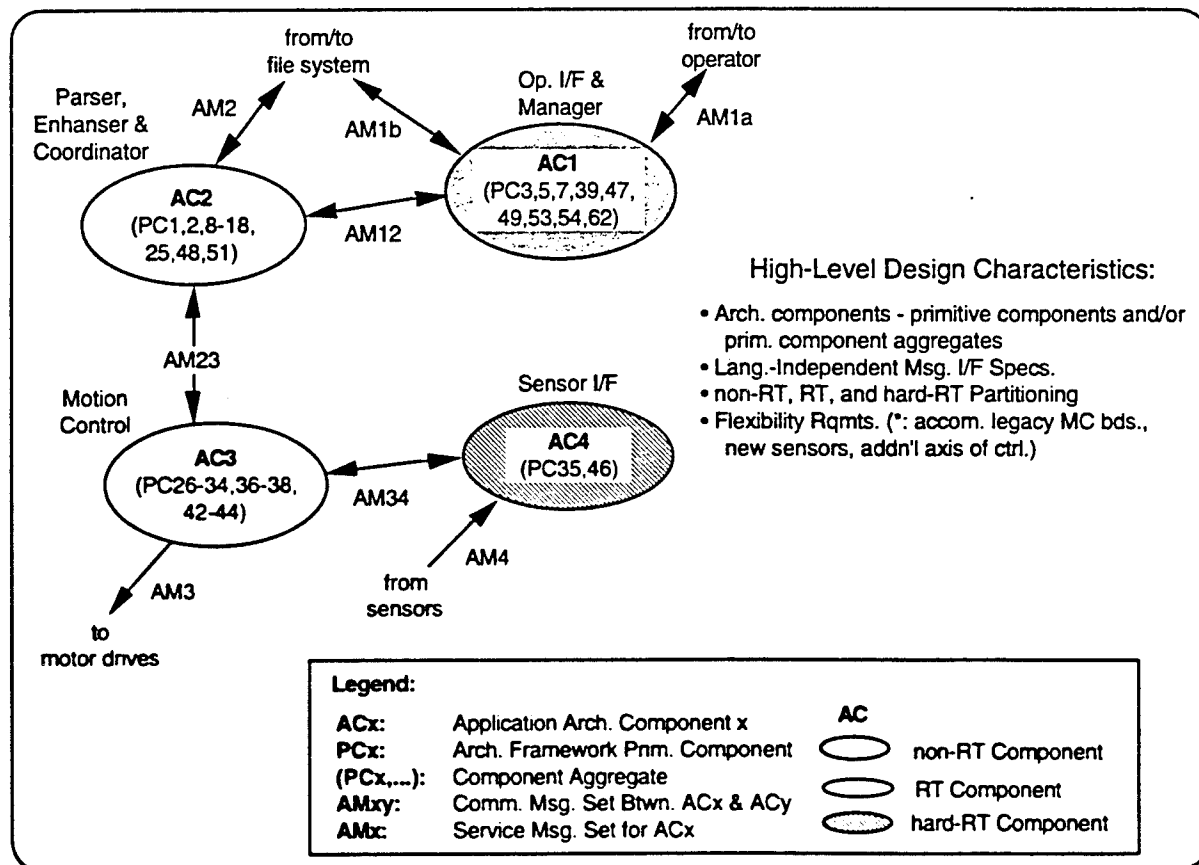 from/to
file system
from/to
operator
Op. I/F &
Manager
Parser,
Enhanser &
Coordinator
AM2
AM1b
AM1a
AC1
(PC3,5,7,39,47,
49,53,54,62)
AC2
(PC1,2,8-18,
25,48,51)
AM12
High-Level Design Characteristics:
• Arch. components - primitive components and/or
prim. component aggregates
• Lang.-Independent Msg. I/F Specs.
• non-RT, RT, and hard-RT Partitioning
• Flexibility Rqmts. (*: accom. legacy MC bds.,
new sensors, addn'l axis of ctrl.)
AM23
Motion
Control
Sensor I/F
AC3
(PC26-34,36-38,
42-44)
AC4
(PC35,46)
AM34
AM3
AM4
from
sensors
to
motor drives
Legend:
ACx: Application Arch. Component x
PCx: Arch. Framework Prim. Component
(PCx,...): Component Aggregate
AMxy: Comm. Msg. Set Btwn. ACx & ACy
AMx: Service Msg. Set for ACx
AC
non-RT Component
RT Component
hard-RT Component